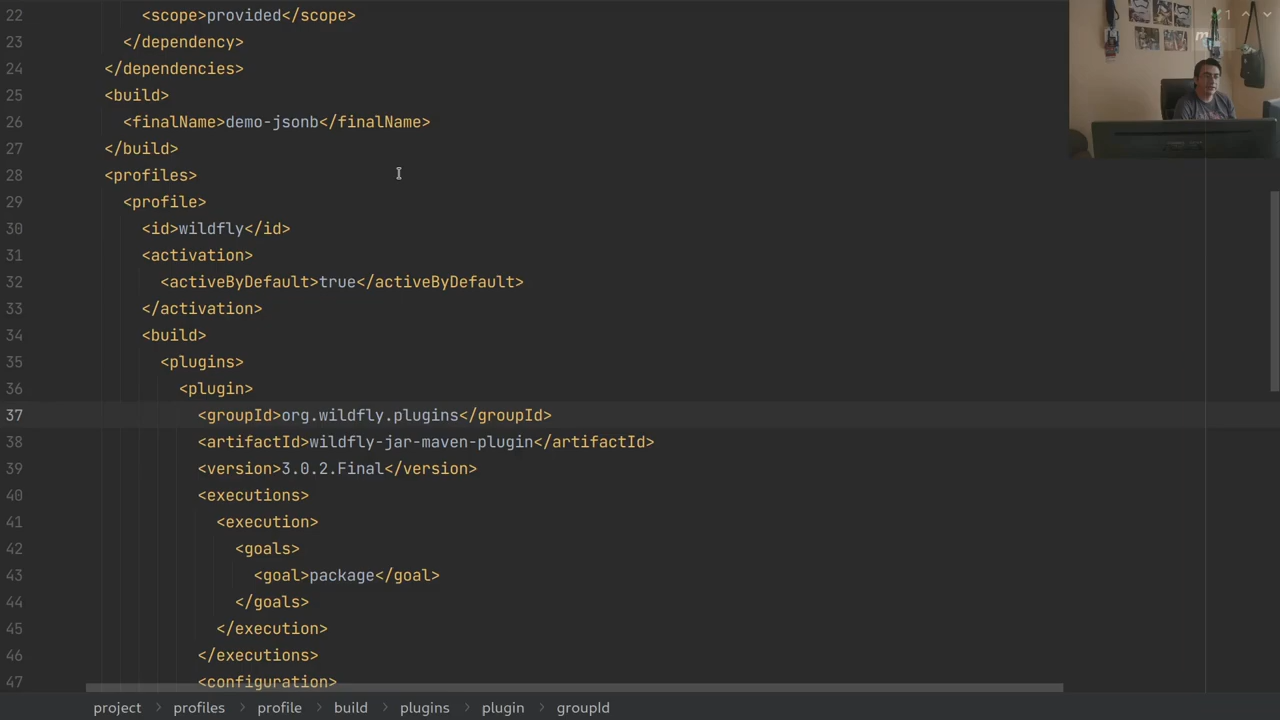 22 <scope>provided</scope>
23 </dependency>
24 </dependencies>
25 <build>
26 <finalName>demo-jsonb</finalName>
27 </build>
28 <profiles>
29 <profile>
30 <id>wildfly</id>
31 <activation>
32 <activeByDefault>true</activeByDefault>
33 </activation>
34 <build>
35 <plugins>
36 <plugin>
37 <groupId>org.wildfly.plugins</groupId>
38 <artifactId>wildfly-jar-maven-plugin</artifactId>
39 <version>3.0.2.Final</version>
40 <executions>
41 <execution>
42 <goals>
43 <goal>package</goal>
44 </goals>
45 </execution>
46 </executions>
47 <configuration>
project > profiles > profile > build > plugins > plugin > groupId
1